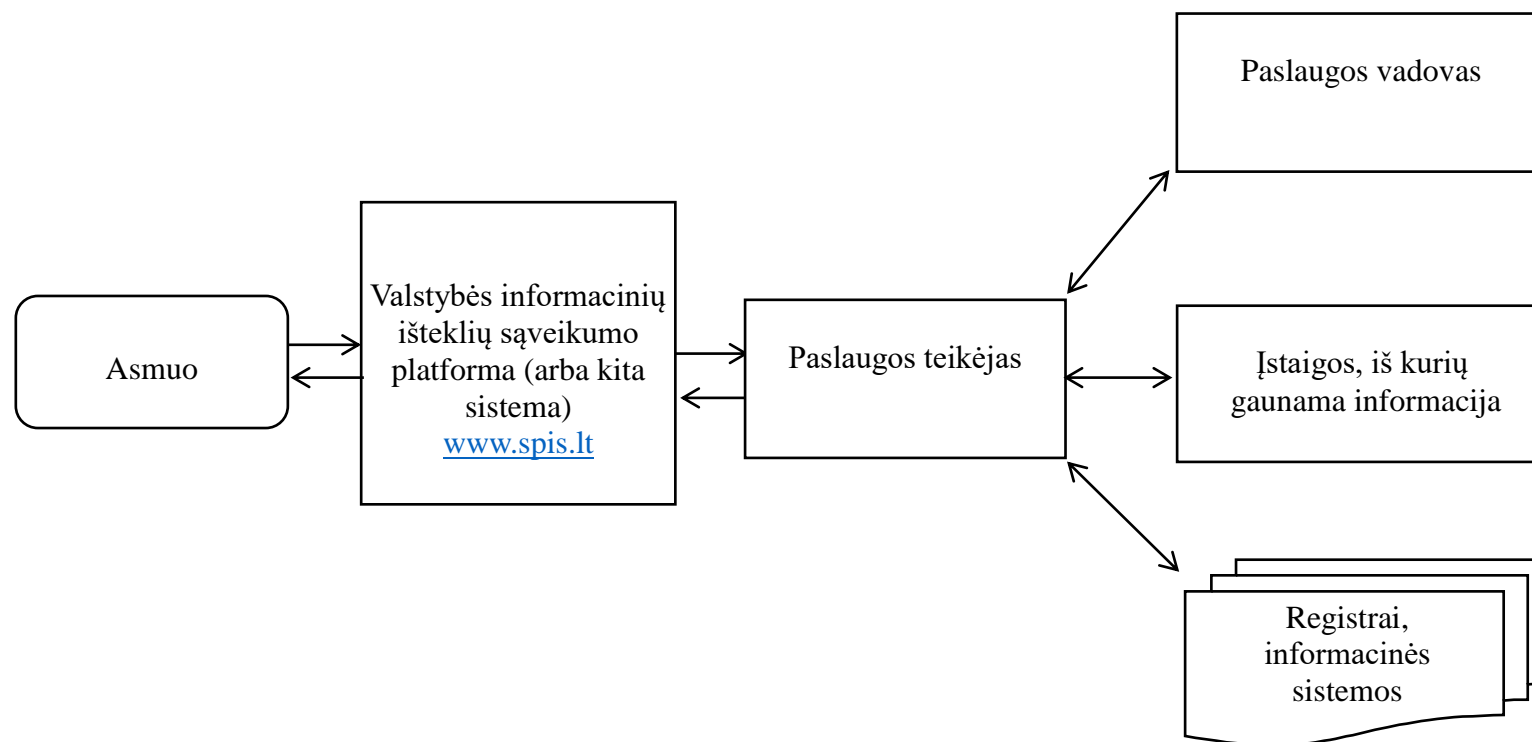 Paslaugos vadovas
Valstybės informacinių
išteklių sąveikumo
platforma (arba kita
sistema)
www.spis.lt
Asmuo
Paslaugos teikėjas
Įstaigos, iš kurių
gaunama informacija
Registrai,
informacinės
sistemos